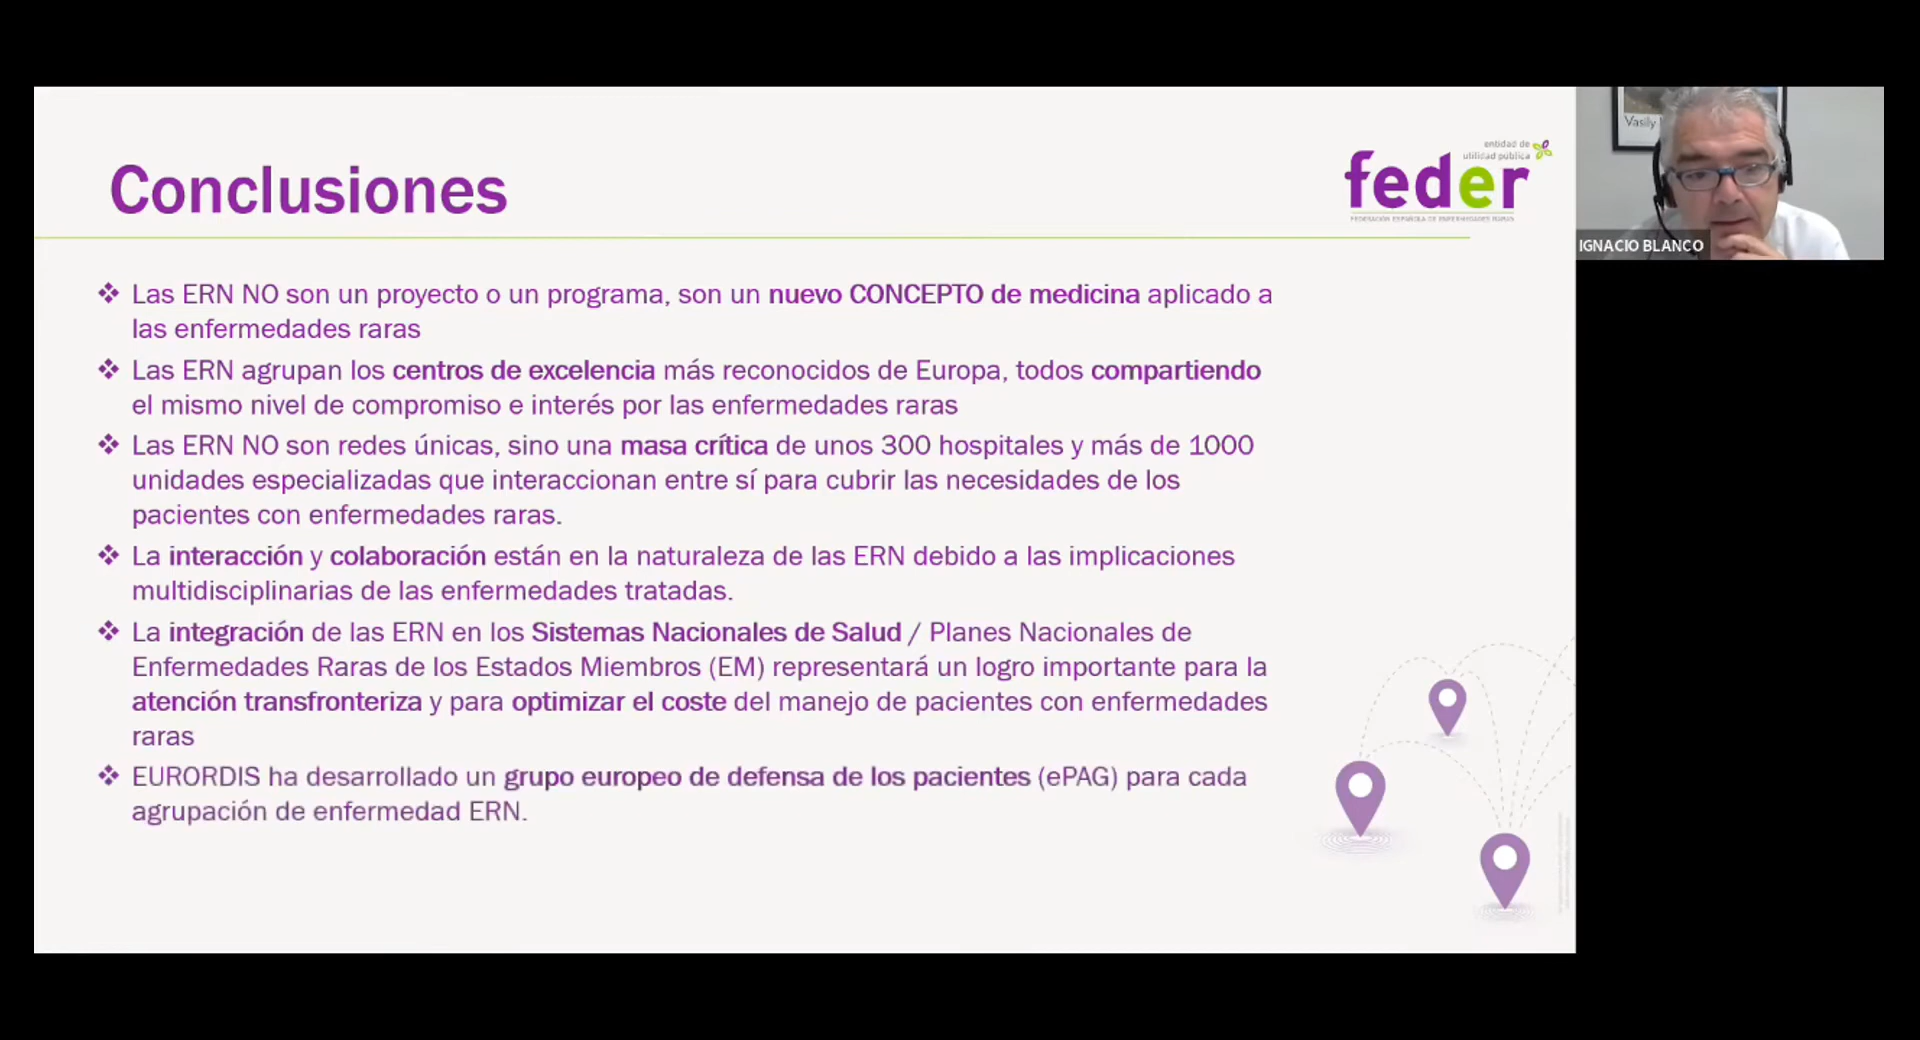 Conclusiones
entidad de
utilidad pública
feder
FEDERACIÓN ESPAÑOLA DE ENFERMEDADES RARAS
Vasily
IGNACIO BLANCO
❖ Las ERN NO son un proyecto o un programa, son un nuevo CONCEPTO de medicina aplicado a
las enfermedades raras
❖ Las ERN agrupan los centros de excelencia más reconocidos de Europa, todos compartiendo
el mismo nivel de compromiso e interés por las enfermedades raras
❖ Las ERN NO son redes únicas, sino una masa crítica de unos 300 hospitales y más de 1000
unidades especializadas que interaccionan entre sí para cubrir las necesidades de los
pacientes con enfermedades raras.
❖ La interacción y colaboración están en la naturaleza de las ERN debido a las implicaciones
multidisciplinarias de las enfermedades tratadas.
❖ La integración de las ERN en los Sistemas Nacionales de Salud / Planes Nacionales de
Enfermedades Raras de los Estados Miembros (EM) representará un logro importante para la
atención transfronteriza y para optimizar el coste del manejo de pacientes con enfermedades
raras
❖ EURORDIS ha desarrollado un grupo europeo de defensa de los pacientes (ePAG) para cada
agrupación de enfermedad ERN.